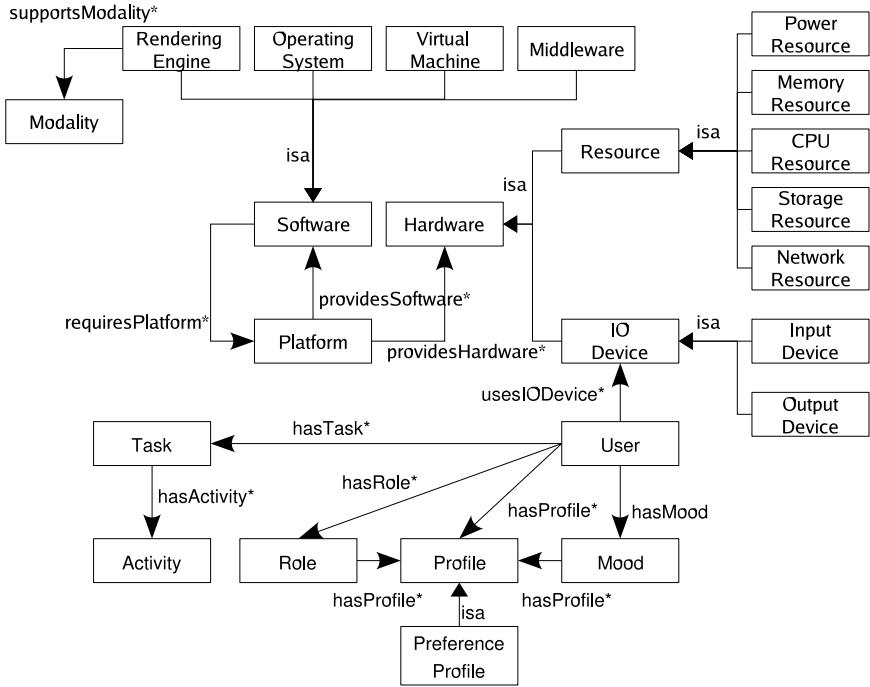 supportsModality*
Rendering
Engine
Operating
System
Virtual
Machine
Middleware
Power
Resource
Modality
Memory
Resource
isa
Resource
isa
CPU
Resource
isa
Storage
Resource
Software
Hardware
Network
Resource
providesSoftware*
requiresPlatform*
Platform
providesHardware*
IO
Device
isa
Input
Device
usesIODevice*
Output
Device
Task
hasTask*
User
hasRole*
hasActivity*
hasProfile*
hasMood
Activity
Role
Profile
Mood
hasProfile*
hasProfile*
isa
Preference
Profile